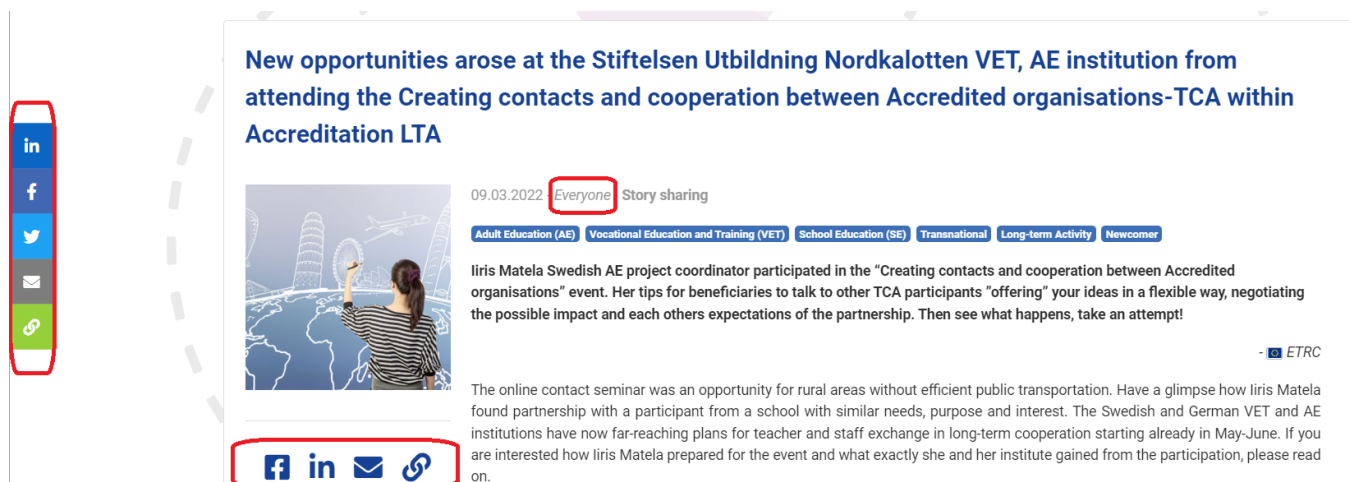 New opportunities arose at the Stiftelsen Utbildning Nordkalotten VET, AE institution from
attending the Creating contacts and cooperation between Accredited organisations-TCA within
Accreditation LTA
09.03.2022 - Everyone - Story sharing
Adult Education (AE) Vocational Education and Training (VET) School Education (SE) Transnational Long-term Activity Newcomer
Iiris Matela Swedish AE project coordinator participated in the “Creating contacts and cooperation between Accredited
organisations” event. Her tips for beneficiaries to talk to other TCA participants ”offering” your ideas in a flexible way, negotiating
the possible impact and each others expectations of the partnership. Then see what happens, take an attempt!
- ETRC
The online contact seminar was an opportunity for rural areas without efficient public transportation. Have a glimpse how Iiris Matela
found partnership with a participant from a school with similar needs, purpose and interest. The Swedish and German VET and AE
institutions have now far-reaching plans for teacher and staff exchange in long-term cooperation starting already in May-June. If you
are interested how Iiris Matela prepared for the event and what exactly she and her institute gained from the participation, please read
on.